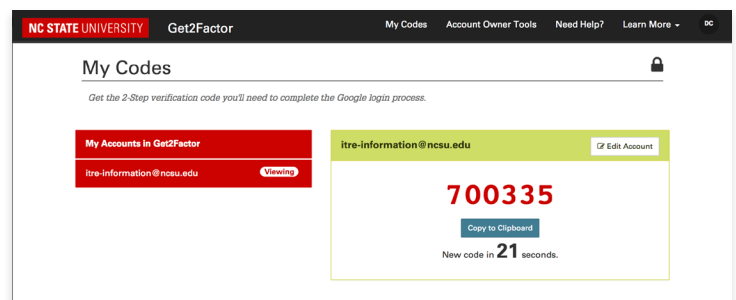 NC STATE UNIVERSITY Get2Factor My Codes Account Owner Tools Need Help? Learn More DC
My Codes
Get the 2-Step verification code you'll need to complete the Google login process.
My Accounts in Get2Factor
itre-information@ncsu.edu Viewing
itre-information@ncsu.edu Edit Account
700335
Copy to Clipboard
New code in 21 seconds.